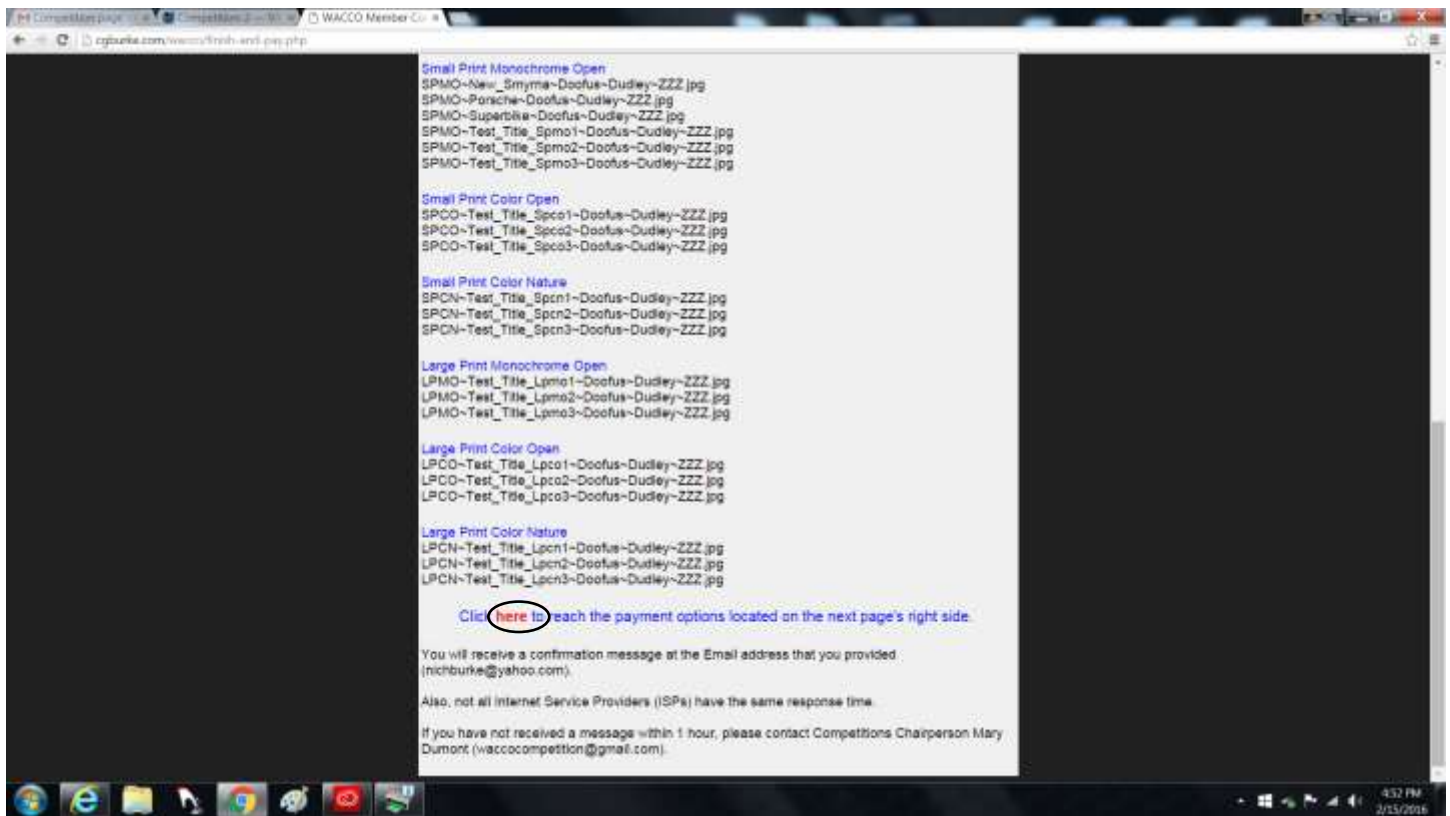 Competition page
Competitions 2
WACCO Member Co
cgburke.com/wacco/finish-and-pay.php
Small Print Monochrome Open
SPMO~New_Smyrna~Doofus~Dudley~ZZZ.jpg
SPMO~Porsche~Doofus~Dudley~ZZZ.jpg
SPMO~Superbike~Doofus~Dudley~ZZZ.jpg
SPMO~Test_Title_Spmo1~Doofus~Dudley~ZZZ.jpg
SPMO~Test_Title_Spmo2~Doofus~Dudley~ZZZ.jpg
SPMO~Test_Title_Spmo3~Doofus~Dudley~ZZZ.jpg
Small Print Color Open
SPCO~Test_Title_Spco1~Doofus~Dudley~ZZZ.jpg
SPCO~Test_Title_Spco2~Doofus~Dudley~ZZZ.jpg
SPCO~Test_Title_Spco3~Doofus~Dudley~ZZZ.jpg
Small Print Color Nature
SPCN~Test_Title_Spcn1~Doofus~Dudley~ZZZ.jpg
SPCN~Test_Title_Spcn2~Doofus~Dudley~ZZZ.jpg
SPCN~Test_Title_Spcn3~Doofus~Dudley~ZZZ.jpg
Large Print Monochrome Open
LPMO~Test_Title_Lpmo1~Doofus~Dudley~ZZZ.jpg
LPMO~Test_Title_Lpmo2~Doofus~Dudley~ZZZ.jpg
LPMO~Test_Title_Lpmo3~Doofus~Dudley~ZZZ.jpg
Large Print Color Open
LPCO~Test_Title_Lpco1~Doofus~Dudley~ZZZ.jpg
LPCO~Test_Title_Lpco2~Doofus~Dudley~ZZZ.jpg
LPCO~Test_Title_Lpco3~Doofus~Dudley~ZZZ.jpg
Large Print Color Nature
LPCN~Test_Title_Lpcn1~Doofus~Dudley~ZZZ.jpg
LPCN~Test_Title_Lpcn2~Doofus~Dudley~ZZZ.jpg
LPCN~Test_Title_Lpcn3~Doofus~Dudley~ZZZ.jpg
Click here to reach the payment options located on the next page's right side.
You will receive a confirmation message at the Email address that you provided
(nichburke@yahoo.com).
Also, not all Internet Service Providers (ISPs) have the same response time.
If you have not received a message within 1 hour, please contact Competitions Chairperson Mary
Dumont (waccocompetition@gmail.com).
4:52 PM
2/15/2016